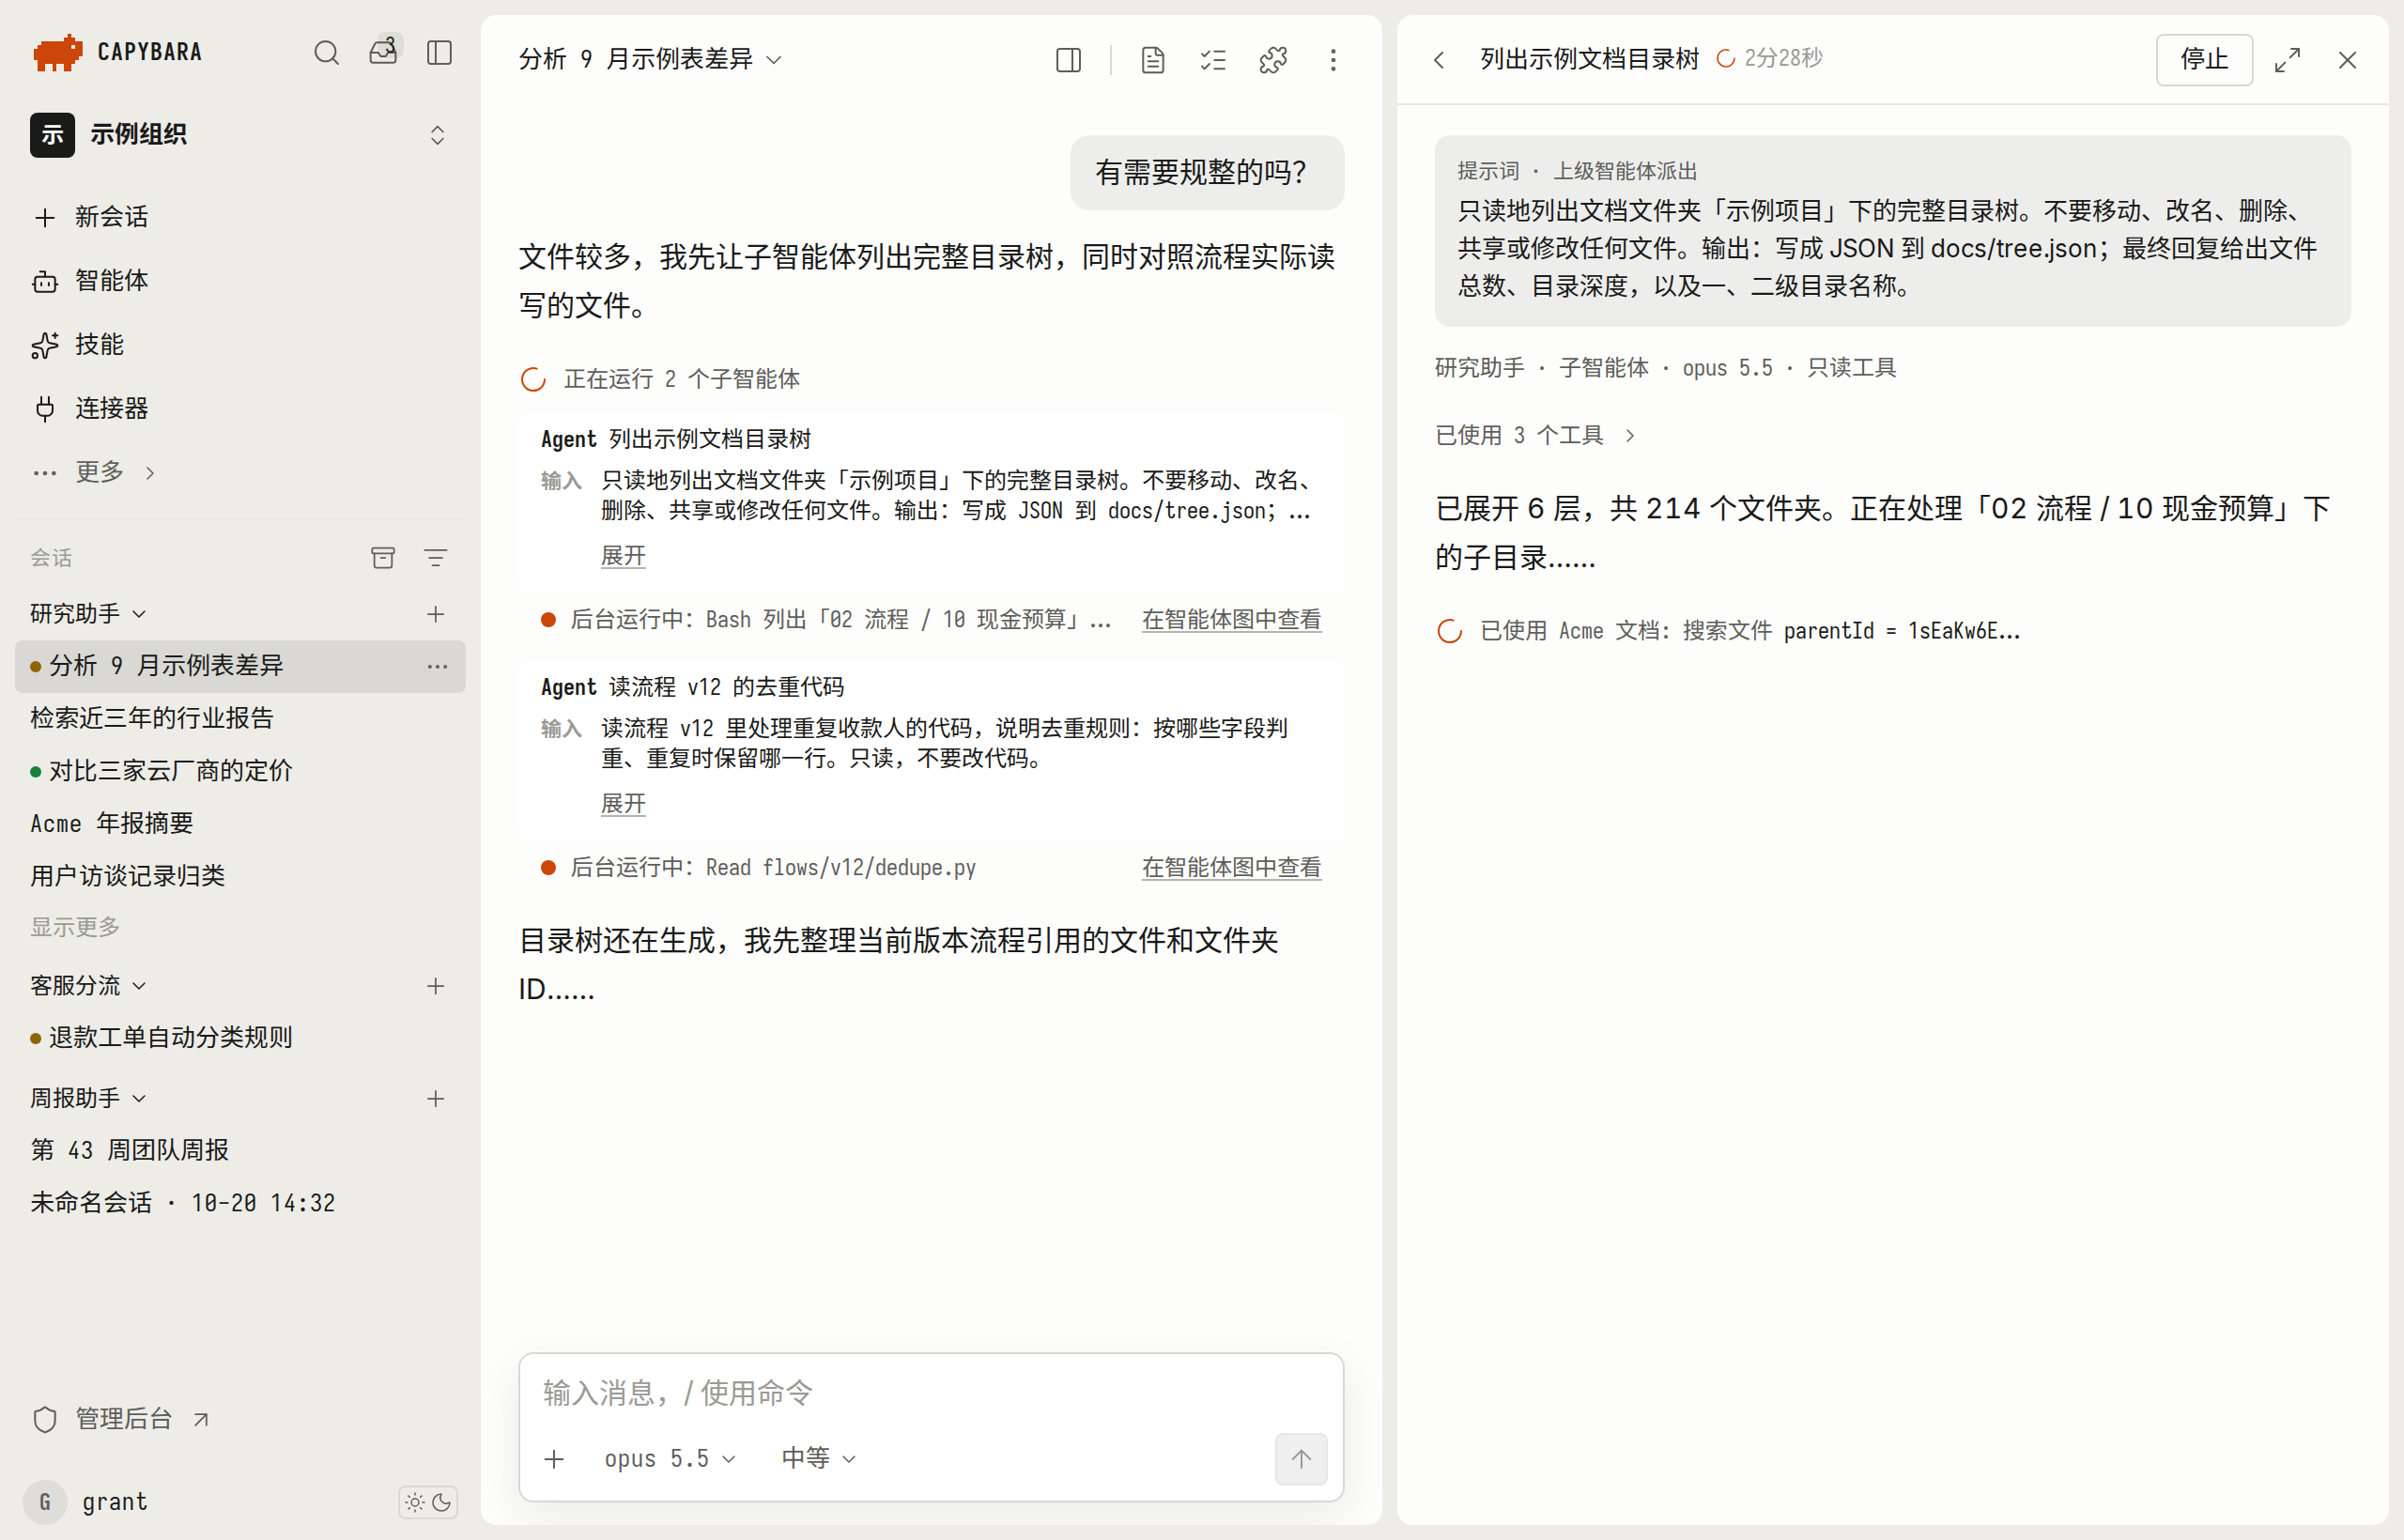 CAPYBARA
3
示 示例组织
新会话
智能体
技能
连接器
更多
会话
研究助手
分析 9 月示例表差异
检索近三年的行业报告
对比三家云厂商的定价
Acme 年报摘要
用户访谈记录归类
显示更多
客服分流
退款工单自动分类规则
周报助手
第 43 周团队周报
未命名会话 · 10-20 14:32
管理后台
G grant
分析 9 月示例表差异
有需要规整的吗？
文件较多，我先让子智能体列出完整目录树，同时对照流程实际读
写的文件。
正在运行 2 个子智能体
Agent 列出示例文档目录树
输入 只读地列出文档文件夹「示例项目」下的完整目录树。不要移动、改名、
删除、共享或修改任何文件。输出：写成 JSON 到 docs/tree.json；…
展开
后台运行中：Bash 列出「02 流程 / 10 现金预算」… 在智能体图中查看
Agent 读流程 v12 的去重代码
输入 读流程 v12 里处理重复收款人的代码，说明去重规则：按哪些字段判
重、重复时保留哪一行。只读，不要改代码。
展开
后台运行中：Read flows/v12/dedupe.py 在智能体图中查看
目录树还在生成，我先整理当前版本流程引用的文件和文件夹
ID……
输入消息，/ 使用命令
opus 5.5 中等
列出示例文档目录树 2分28秒 停止
提示词 · 上级智能体派出
只读地列出文档文件夹「示例项目」下的完整目录树。不要移动、改名、删除、
共享或修改任何文件。输出：写成 JSON 到 docs/tree.json；最终回复给出文件
总数、目录深度，以及一、二级目录名称。
研究助手 · 子智能体 · opus 5.5 · 只读工具
已使用 3 个工具
已展开 6 层，共 214 个文件夹。正在处理「02 流程 / 10 现金预算」下
的子目录……
已使用 Acme 文档：搜索文件 parentId = 1sEaKw6E…